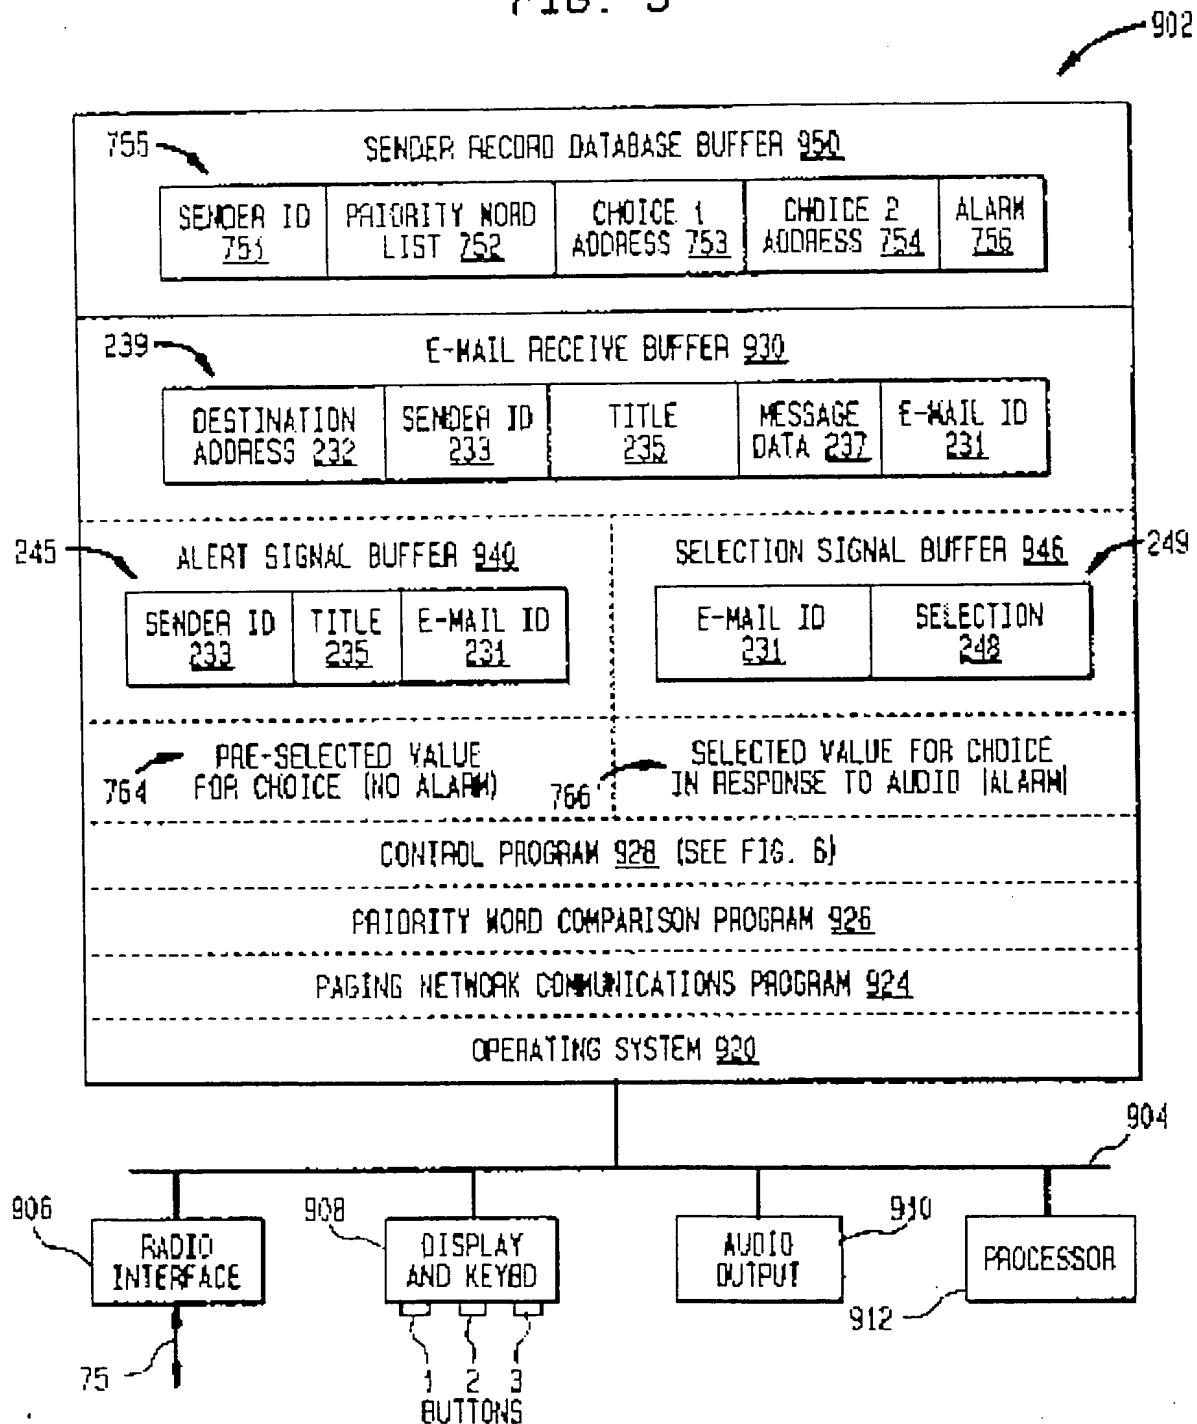 902
755
SENDER RECORD DATABASE BUFFER 950
SENDER ID 751
PRIORITY WORD LIST 752
CHOICE 1 ADDRESS 753
CHOICE 2 ADDRESS 754
ALARM 756
239
E-MAIL RECEIVE BUFFER 930
DESTINATION ADDRESS 232
SENDER ID 233
TITLE 235
MESSAGE DATA 237
E-MAIL ID 231
245
ALERT SIGNAL BUFFER 940
SENDER ID 233
TITLE 235
E-MAIL ID 231
SELECTION SIGNAL BUFFER 946
249
E-MAIL ID 231
SELECTION 248
764
PRE-SELECTED VALUE
FOR CHOICE (NO ALARM)
766
SELECTED VALUE FOR CHOICE
IN RESPONSE TO AUDIO (ALARM)
CONTROL PROGRAM 928 (SEE FIG. 6)
PRIORITY WORD COMPARISON PROGRAM 926
PAGING NETWORK COMMUNICATIONS PROGRAM 924
OPERATING SYSTEM 920
904
906
RADIO
INTERFACE
75
908
DISPLAY
AND KEYBD
1 2 3
BUTTONS
910
AUDIO
OUTPUT
912
PROCESSOR